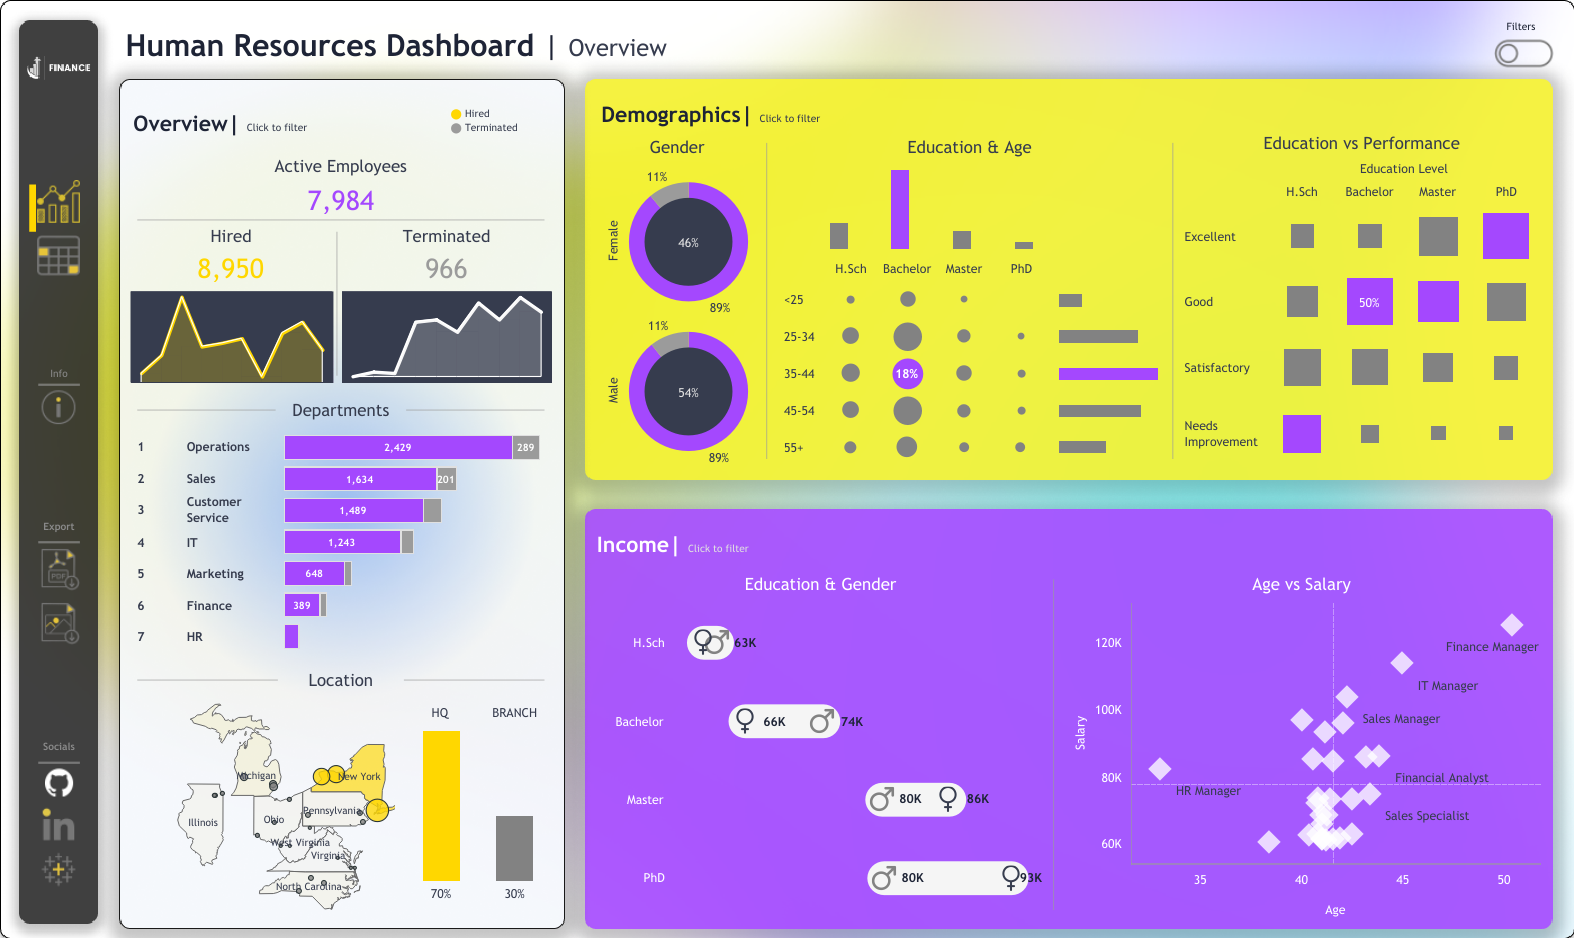 Human Resources Dashboard | Overview
Filters
FINANCE
Info
Export
PDF
Socials
in
Overview| Click to filter
Hired
Terminated
Active Employees
7,984
Hired Terminated
8,950 966
Departments
1 Operations 2,429 289
2 Sales 1,634 201
3 Customer Service 1,489
4 IT 1,243
5 Marketing 648
6 Finance 389
7 HR
Location
HQ BRANCH
Michigan
New York
Illinois
Ohio
Pennsylvania
West Virginia
Virginia
North Carolina
70% 30%
Demographics| Click to filter
Gender
11%
Female
46%
89%
11%
Male
54%
89%
Education & Age
H.Sch Bachelor Master PhD
<25
25-34
35-44 18%
45-54
55+
Education vs Performance
Education Level
H.Sch Bachelor Master PhD
Excellent
Good 50%
Satisfactory
Needs
Improvement
Income| Click to filter
Education & Gender
H.Sch 63K
Bachelor 66K 74K
Master 80K 86K
PhD 80K 93K
Age vs Salary
Salary
120K
100K
80K
60K
Finance Manager
IT Manager
Sales Manager
Financial Analyst
HR Manager
Sales Specialist
35 40 45 50
Age